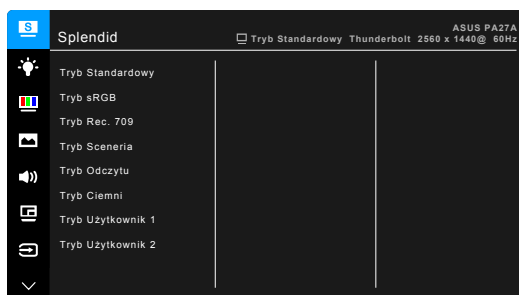 S
ASUS PA27A
Splendid
Tryb Standardowy Thunderbolt 2560 x 1440@ 60Hz
Tryb Standardowy
Tryb sRGB
Tryb Rec. 709
Tryb Sceneria
Tryb Odczytu
Tryb Ciemni
Tryb Użytkownik 1
Tryb Użytkownik 2